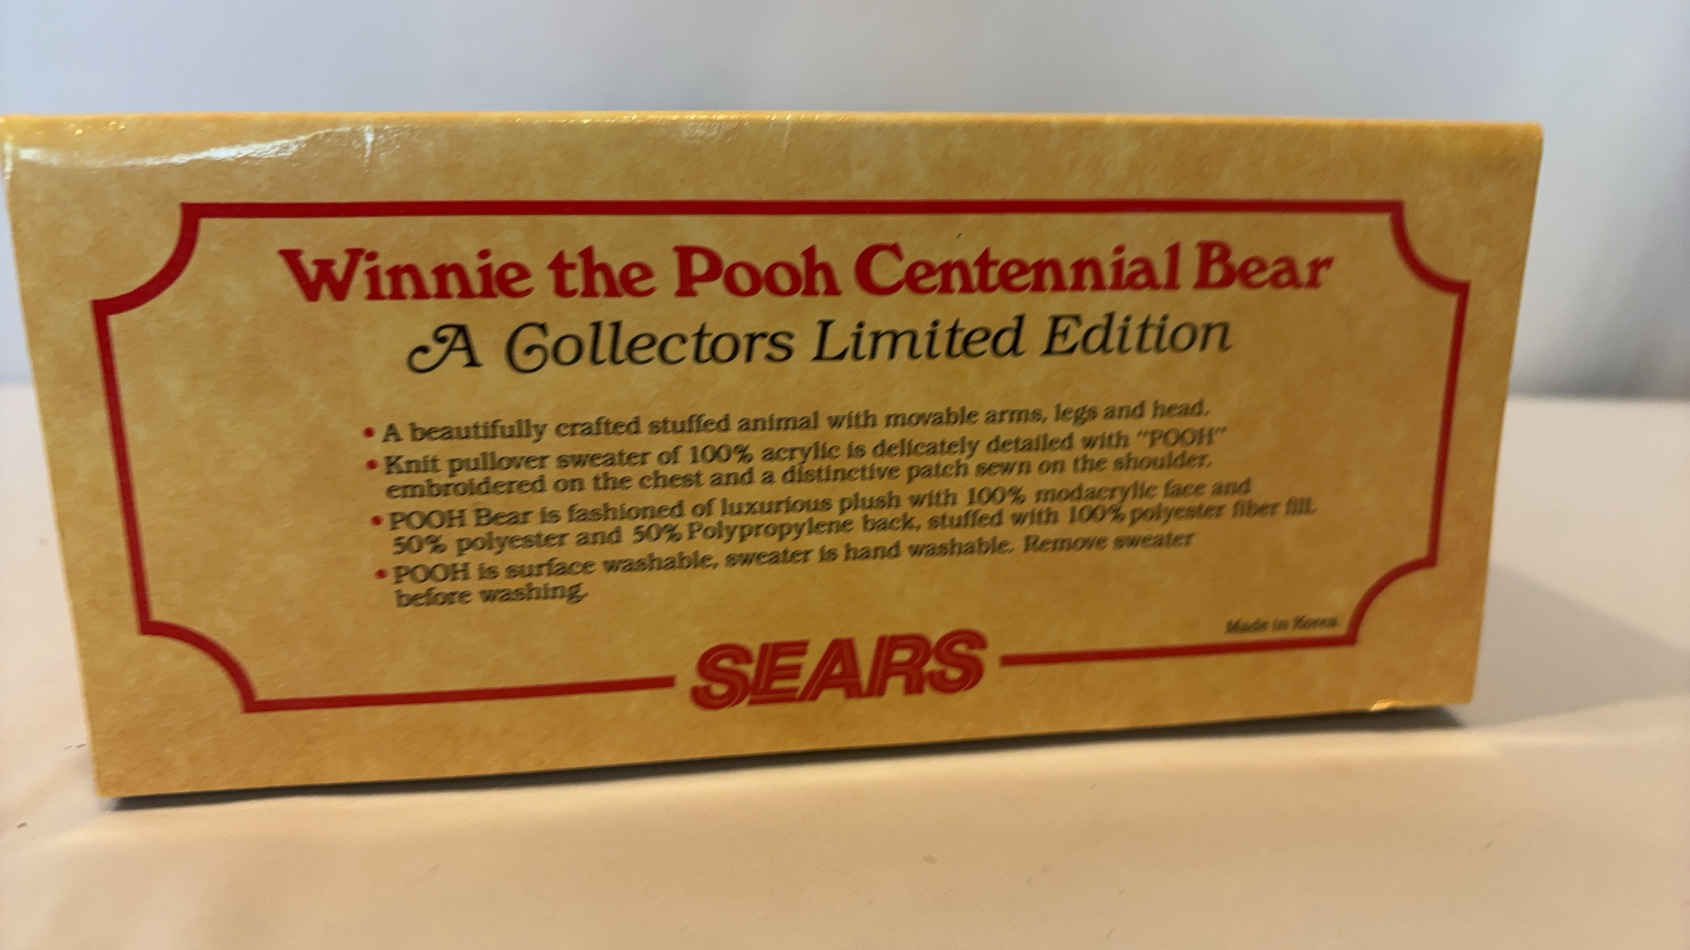 Winnie the Pooh Centennial Bear
A Collectors Limited Edition
• A beautifully crafted stuffed animal with movable arms, legs and head.
• Knit pullover sweater of 100% acrylic is delicately detailed with "POOH"
embroidered on the chest and a distinctive patch sewn on the shoulder.
• POOH Bear is fashioned of luxurious plush with 100% modacrylic face and
50% polyester and 50% Polypropylene back, stuffed with 100% polyester fiber fill.
• POOH is surface washable, sweater is hand washable. Remove sweater
before washing.
Made in Korea.
SEARS